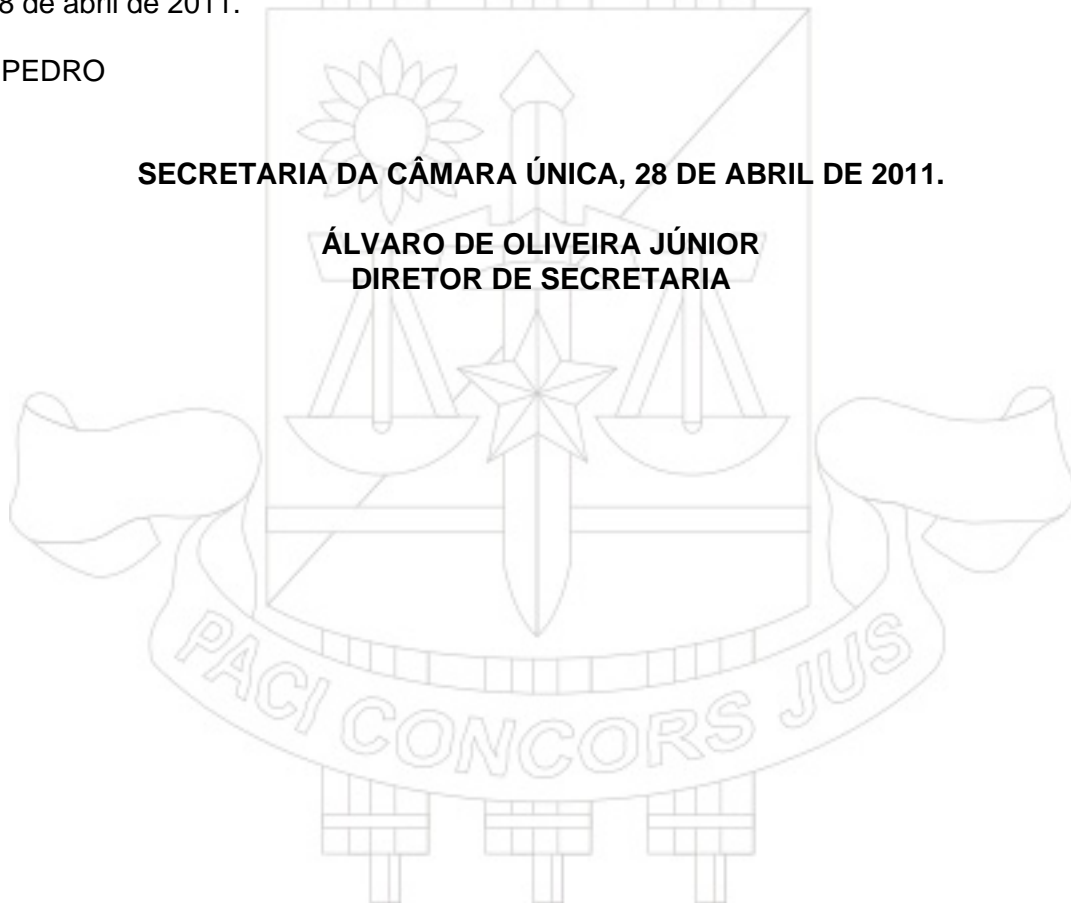 8 de abril de 2011.
PEDRO
SECRETARIA DA CÂMARA ÚNICA, 28 DE ABRIL DE 2011.
ÁLVARO DE OLIVEIRA JÚNIOR
DIRETOR DE SECRETARIA
PACI CONCORS JUS